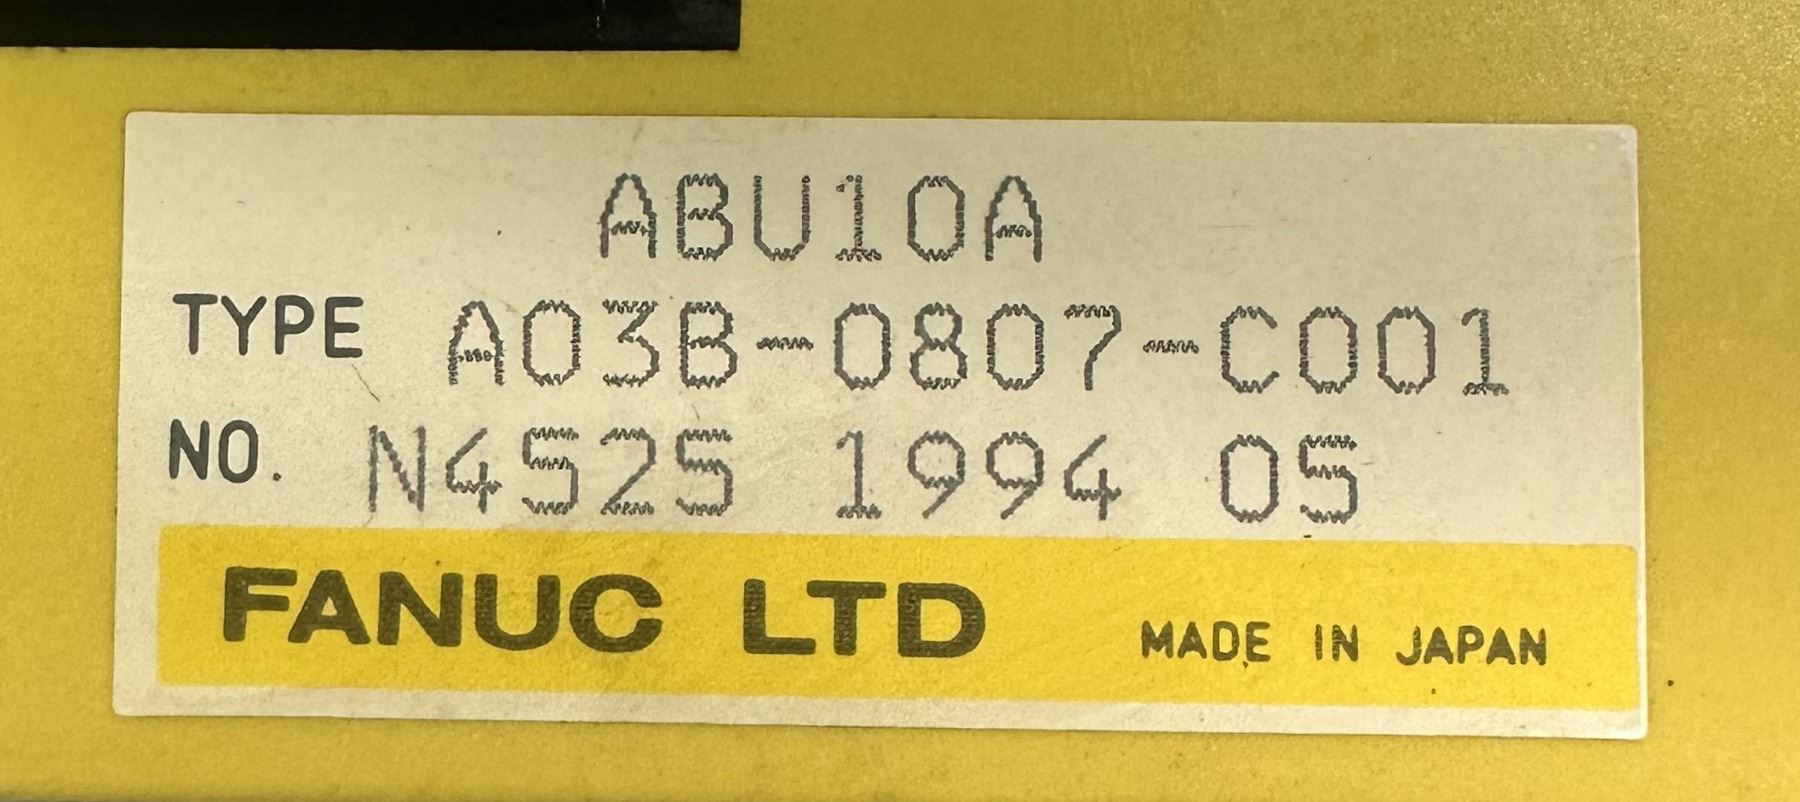 ABU10A
TYPE A03B-0807-C001
NO. N4525 1994 05
FANUC LTD MADE IN JAPAN